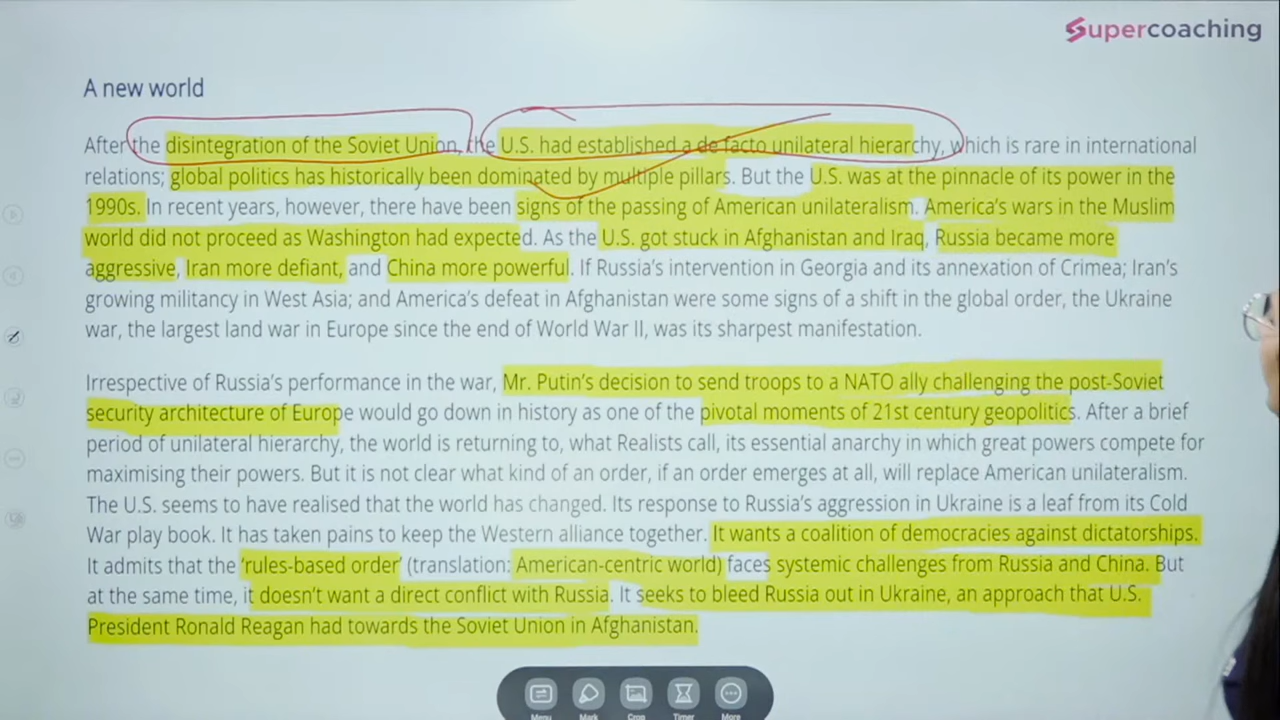 Supercoaching
A new world
After the disintegration of the Soviet Union, the U.S. had established a de facto unilateral hierarchy, which is rare in international
relations; global politics has historically been dominated by multiple pillars. But the U.S. was at the pinnacle of its power in the
1990s. In recent years, however, there have been signs of the passing of American unilateralism. America's wars in the Muslim
world did not proceed as Washington had expected. As the U.S. got stuck in Afghanistan and Iraq, Russia became more
aggressive, Iran more defiant, and China more powerful. If Russia's intervention in Georgia and its annexation of Crimea; Iran's
growing militancy in West Asia; and America's defeat in Afghanistan were some signs of a shift in the global order, the Ukraine
war, the largest land war in Europe since the end of World War II, was its sharpest manifestation.
Irrespective of Russia's performance in the war, Mr. Putin's decision to send troops to a NATO ally challenging the post-Soviet
security architecture of Europe would go down in history as one of the pivotal moments of 21st century geopolitics. After a brief
period of unilateral hierarchy, the world is returning to, what Realists call, its essential anarchy in which great powers compete for
maximising their powers. But it is not clear what kind of an order, if an order emerges at all, will replace American unilateralism.
The U.S. seems to have realised that the world has changed. Its response to Russia's aggression in Ukraine is a leaf from its Cold
War play book. It has taken pains to keep the Western alliance together. It wants a coalition of democracies against dictatorships.
It admits that the 'rules-based order' (translation: American-centric world) faces systemic challenges from Russia and China. But
at the same time, it doesn't want a direct conflict with Russia. It seeks to bleed Russia out in Ukraine, an approach that U.S.
President Ronald Reagan had towards the Soviet Union in Afghanistan.
Menu Mark Crop Timer More